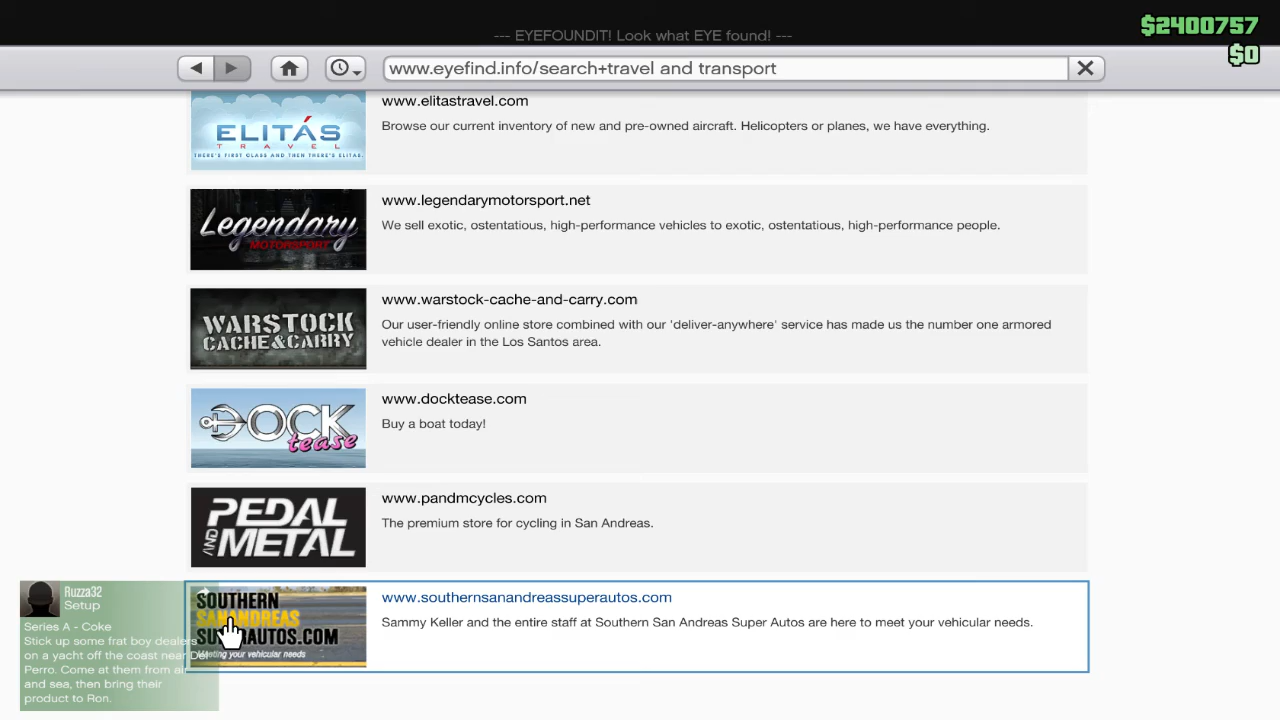 --- EYEFOUNDIT! Look what EYE found! ---
$2400757
$0
www.eyefind.info/search+travel and transport
ELITÁS
TRAVEL
THERE'S FIRST CLASS AND THEN THERE'S ELITAS.
www.elitastravel.com
Browse our current inventory of new and pre-owned aircraft. Helicopters or planes, we have everything.
Legendary
MOTORSPORT
www.legendarymotorsport.net
We sell exotic, ostentatious, high-performance vehicles to exotic, ostentatious, high-performance people.
WARSTOCK
CACHE & CARRY
www.warstock-cache-and-carry.com
Our user-friendly online store combined with our 'deliver-anywhere' service has made us the number one armored
vehicle dealer in the Los Santos area.
DOCK
tease
www.docktease.com
Buy a boat today!
PEDAL
AND METAL
www.pandmcycles.com
The premium store for cycling in San Andreas.
SOUTHERN
SAN ANDREAS
SUPERAUTOS.COM
Meeting your vehicular needs
www.southernsanandreassuperautos.com
Sammy Keller and the entire staff at Southern San Andreas Super Autos are here to meet your vehicular needs.
Ruzza32
Setup
Series A - Coke
Stick up some frat boy dealers
on a yacht off the coast near Del
Perro. Come at them from air
and sea, then bring their
product to Ron.